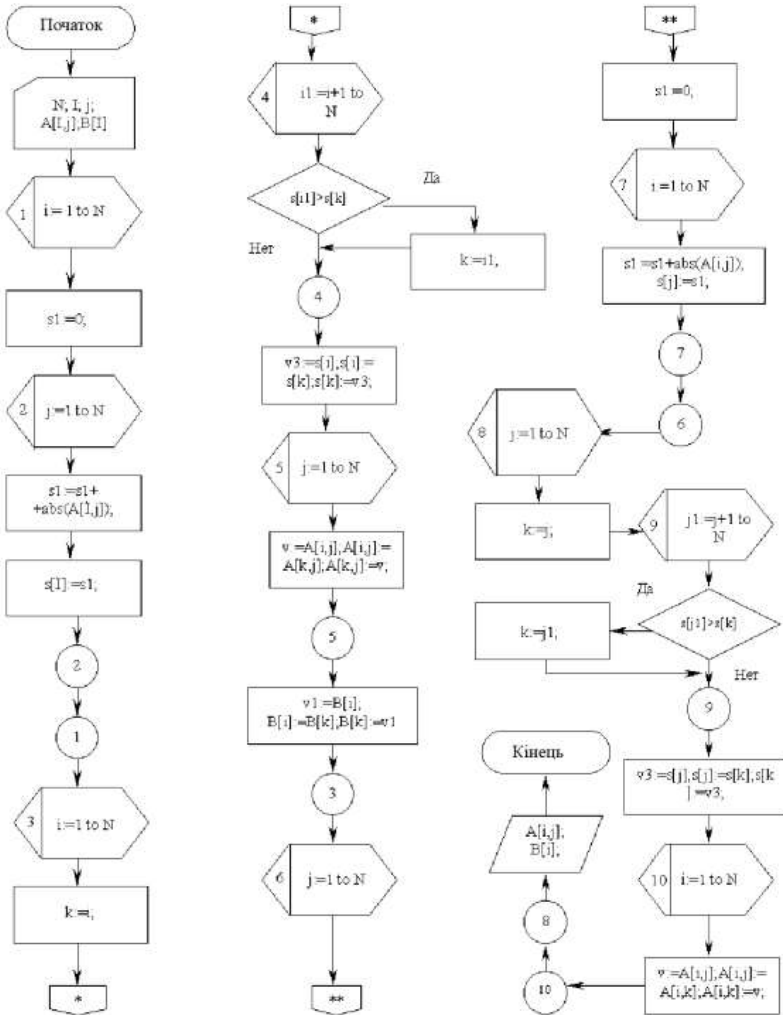 Початок
N; I, j;
A[I,j],B[I]
1
i:= 1 to N
s1:=0;
2
j:=1 to N
s1:=s1+
+abs(A[I,j]);
s[I]:=s1;
2
1
3
i:=1 to N
k:=i;
*
*
4
i1:=i+1 to
N
s[i1]>s[k]
Да
Нет
k:=i1;
4
v3:=s[i];s[i]:=
s[k];s[k]:=v3;
5
j:=1 to N
v:=A[i,j];A[i,j]:=
A[k,j];A[k,j]:=v;
5
v1:=B[i];
B[i]:=B[k];B[k]:=v1
3
6
j:=1 to N
**
**
s1:=0;
7
i:=1 to N
s1:=s1+abs(A[i,j]);
s[j]:=s1;
7
6
8
j:=1 to N
k:=j;
9
j1:=j+1 to
N
Да
s[j1]>s[k]
k:=j1;
Нет
9
v3:=s[j];s[j]:=s[k];s[k
]:=v3;
10
i:=1 to N
v:=A[i,j];A[i,j]:=
A[i,k];A[i,k]:=v;
10
8
A[i,j];
B[i];
Кінець